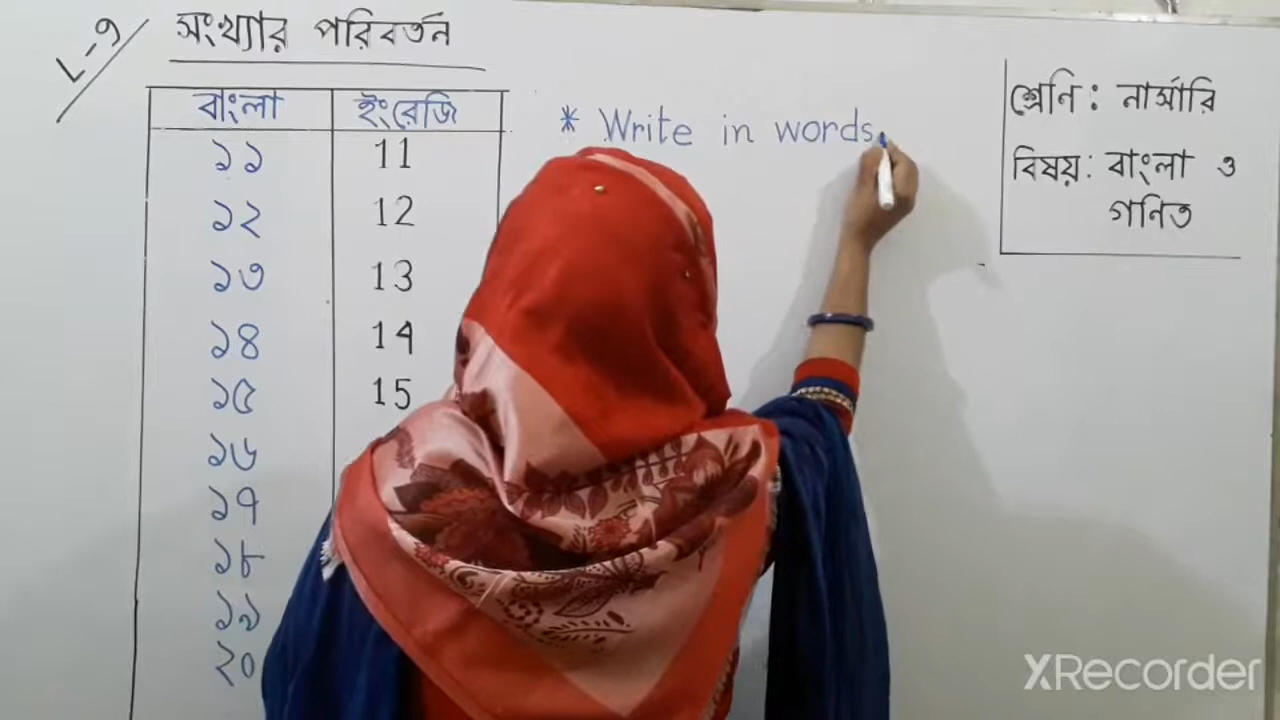 L-৭
সংখ্যার পরিবর্তন
বাংলা ইংরেজি
১১ 11
১২ 12
১৩ 13
১৪ 14
১৫ 15
১৬
১৭
১৮
১৯
২০
* Write in words.
শ্রেণি : নার্সারি
বিষয়: বাংলা ও
গনিত
XRecorder